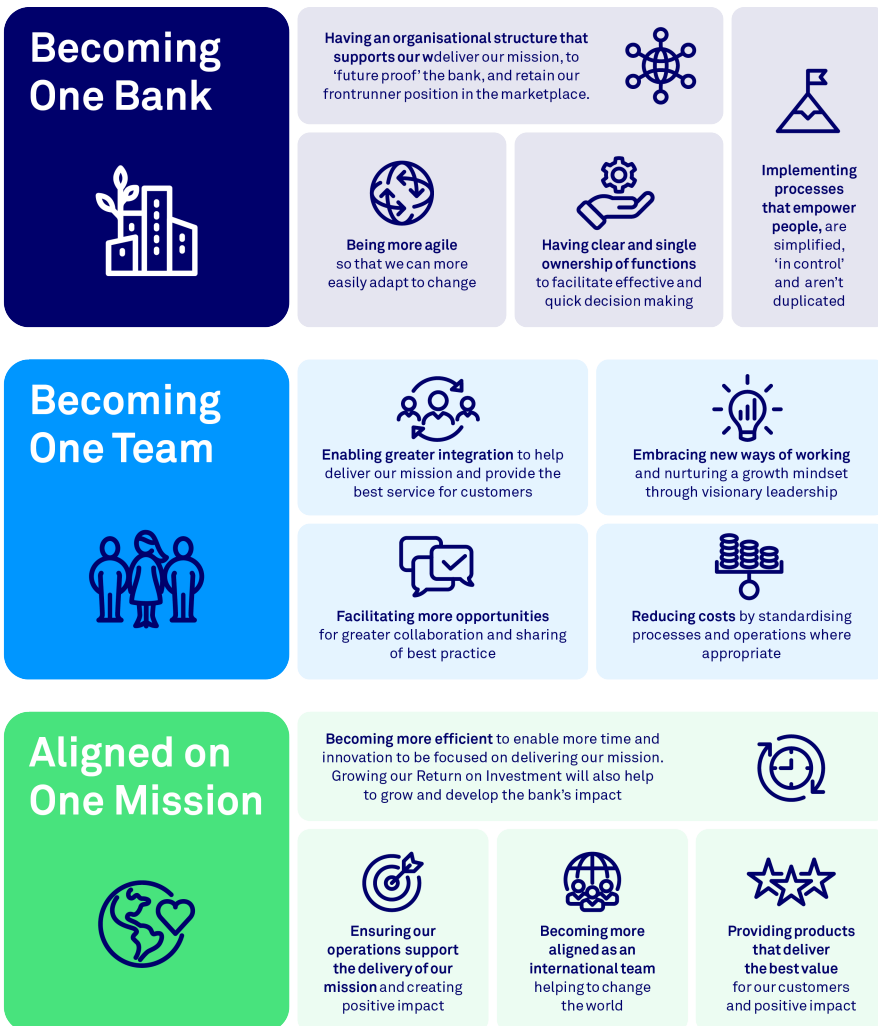 Becoming
One Bank
Having an organisational structure that
supports our wdeliver our mission, to
‘future proof’ the bank, and retain our
frontrunner position in the marketplace.
Being more agile
so that we can more
easily adapt to change
Having clear and single
ownership of functions
to facilitate effective and
quick decision making
Implementing
processes
that empower
people, are
simplified,
‘in control’
and aren’t
duplicated
Becoming
One Team
Enabling greater integration to help
deliver our mission and provide the
best service for customers
Embracing new ways of working
and nurturing a growth mindset
through visionary leadership
Facilitating more opportunities
for greater collaboration and sharing
of best practice
Reducing costs by standardising
processes and operations where
appropriate
Aligned on
One Mission
Becoming more efficient to enable more time and
innovation to be focused on delivering our mission.
Growing our Return on Investment will also help
to grow and develop the bank’s impact
Ensuring our
operations support
the delivery of our
mission and creating
positive impact
Becoming more
aligned as an
international team
helping to change
the world
Providing products
that deliver
the best value
for our customers
and positive impact